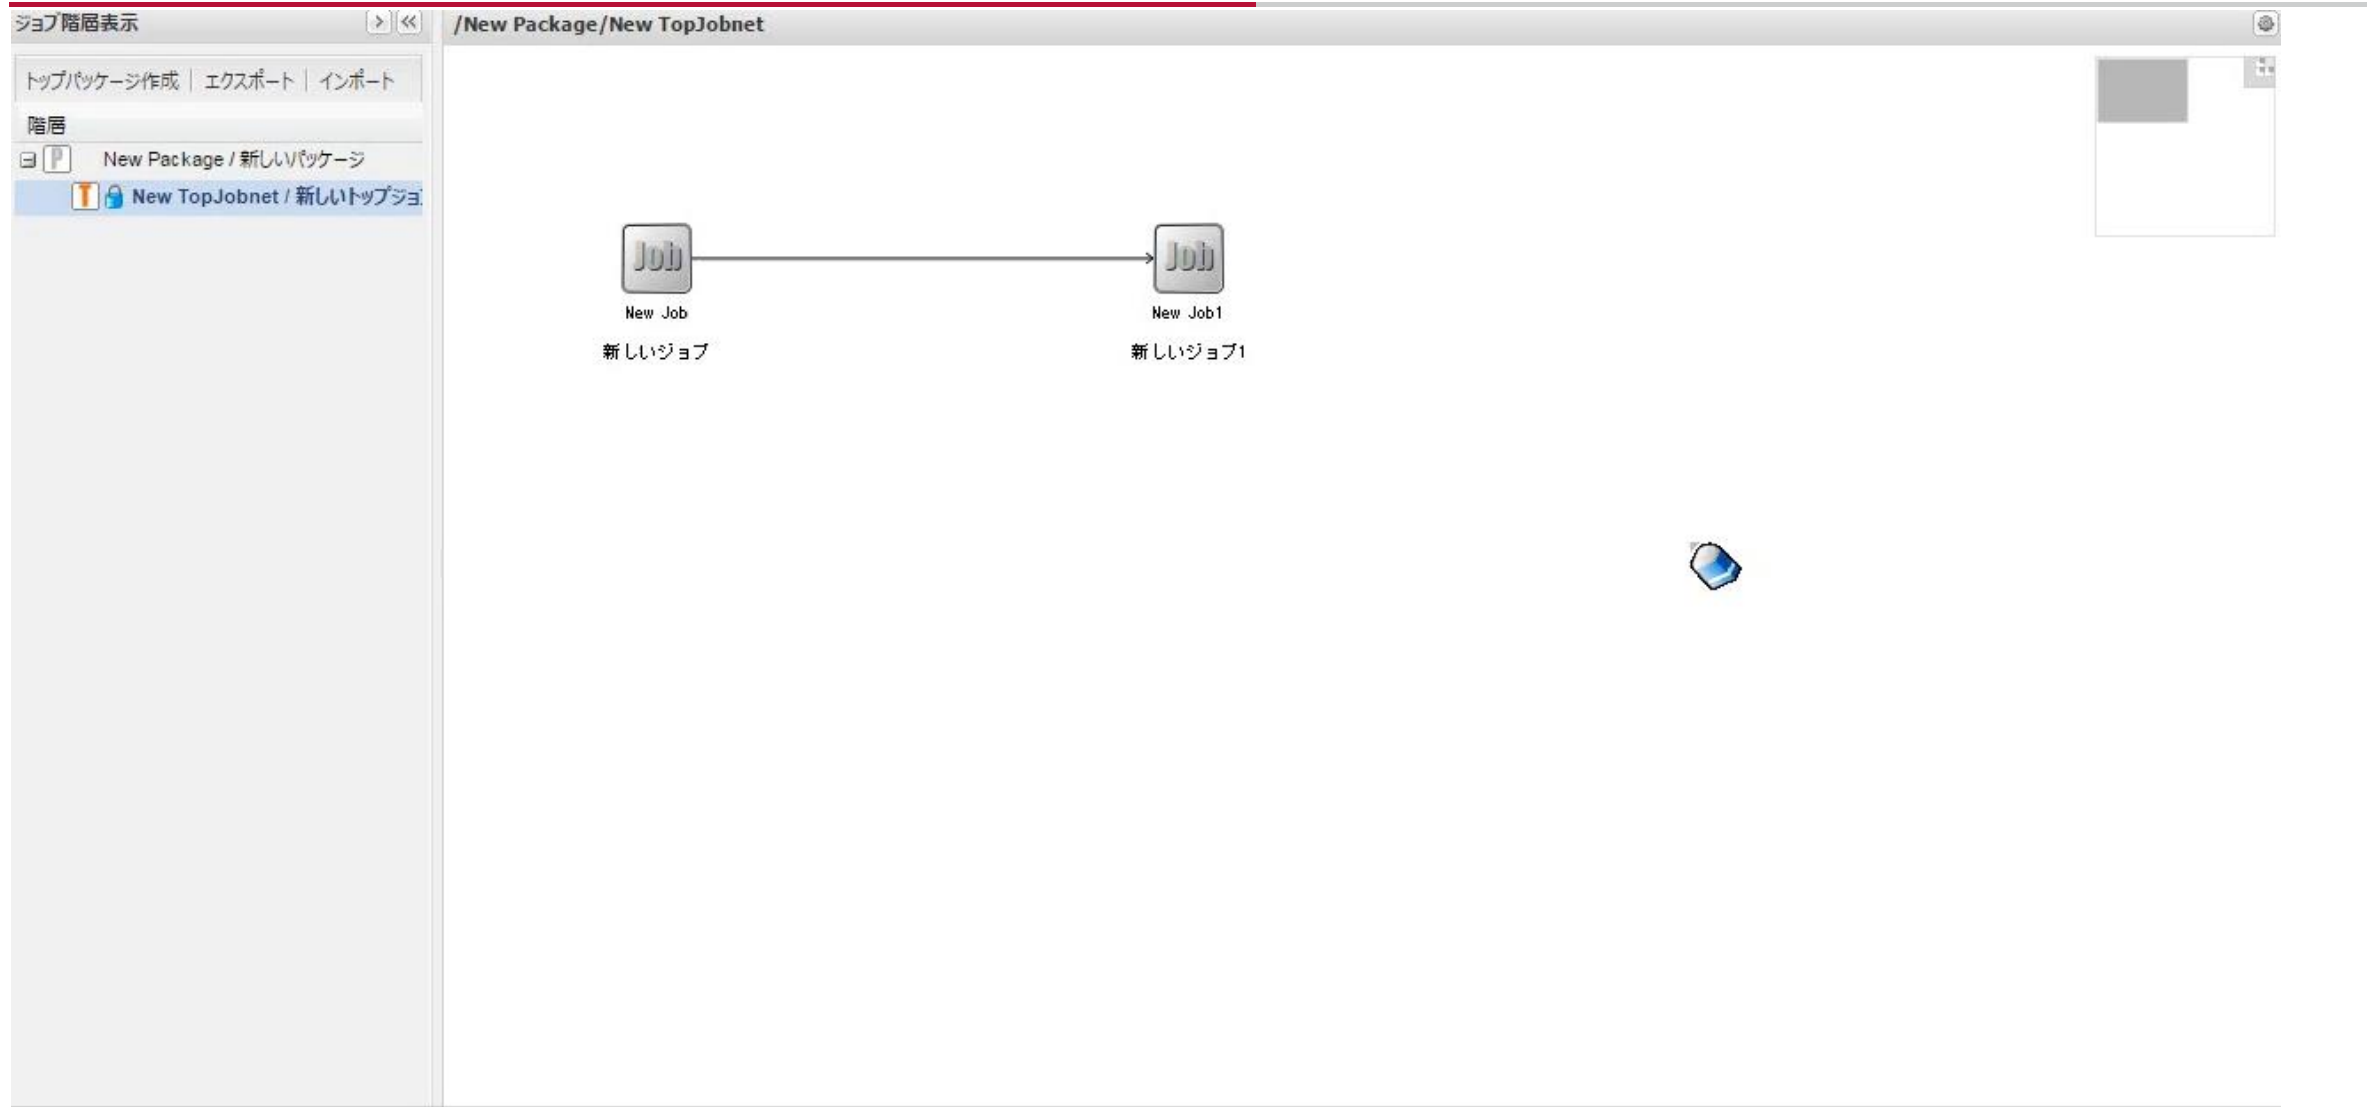 ジョブ階層表示
/New Package/New TopJobnet
トップパッケージ作成 | エクスポート | インポート
階層
P New Package / 新しいパッケージ
T New TopJobnet / 新しいトップジョ
Job
Job
New Job
New Job1
新しいジョブ
新しいジョブ1